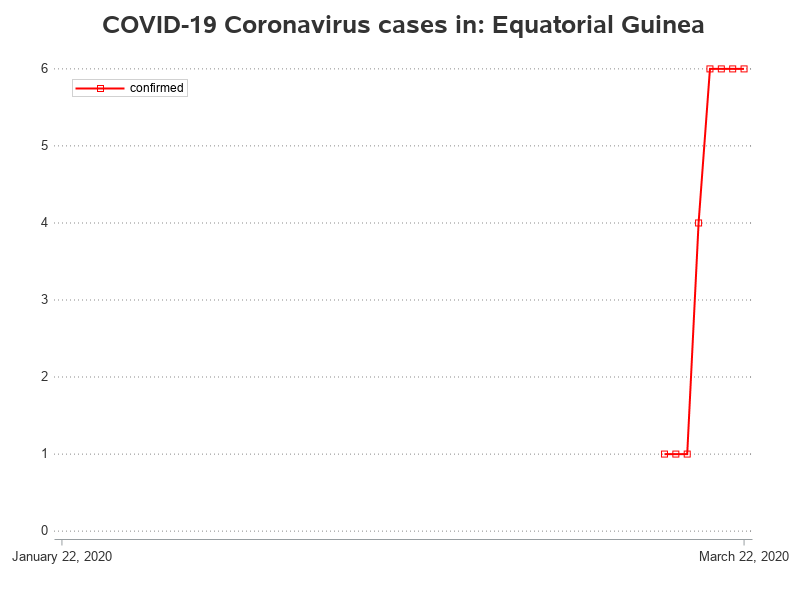 COVID-19 Coronavirus cases in: Equatorial Guinea
6
confirmed
5
4
3
2
1
0
January 22, 2020
March 22, 2020